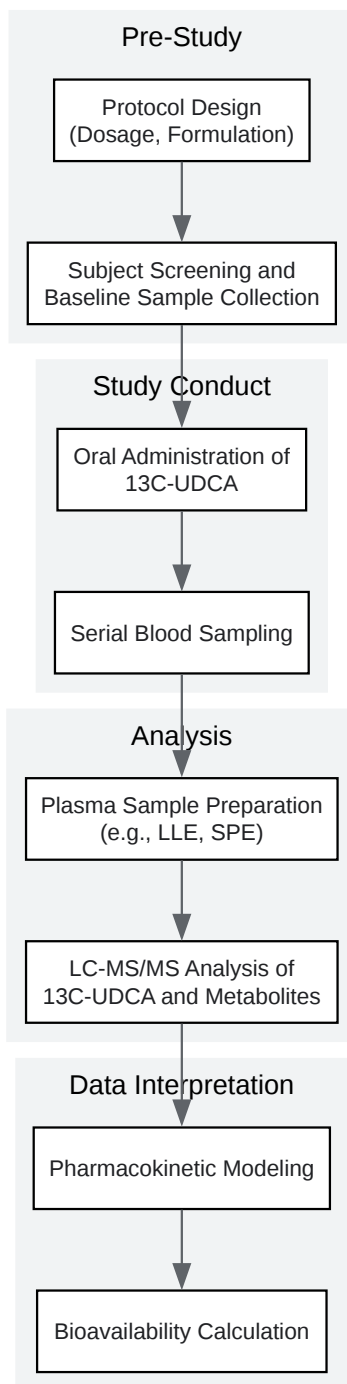 Pre-Study
Protocol Design
(Dosage, Formulation)
Subject Screening and
Baseline Sample Collection
Study Conduct
Oral Administration of
13C-UDCA
Serial Blood Sampling
Analysis
Plasma Sample Preparation
(e.g., LLE, SPE)
LC-MS/MS Analysis of
13C-UDCA and Metabolites
Data Interpretation
Pharmacokinetic Modeling
Bioavailability Calculation